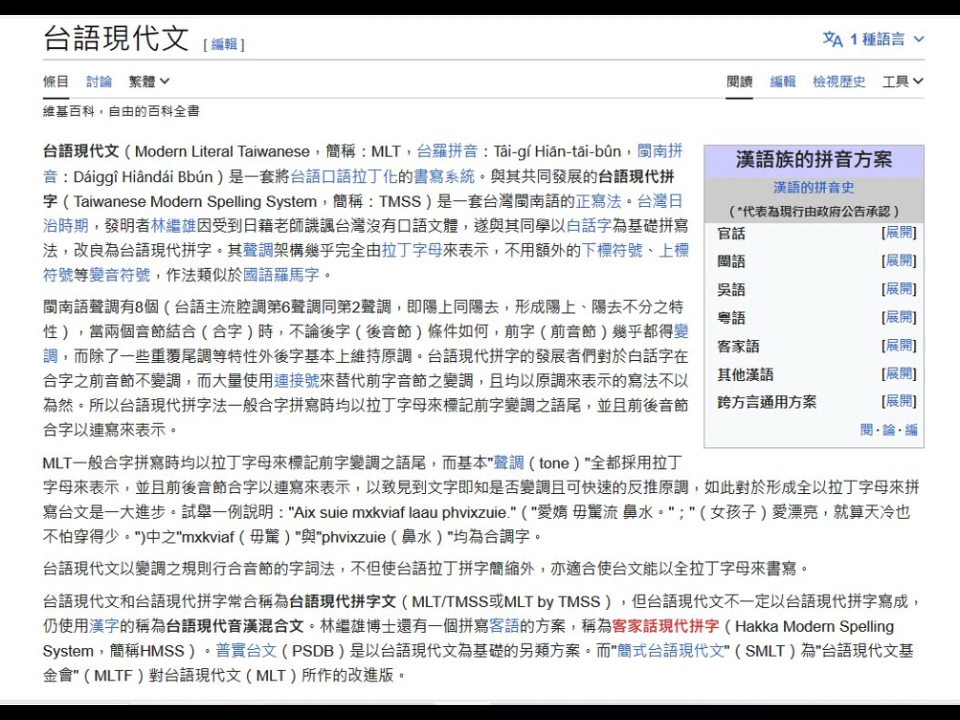 台語現代文 [編輯]
1 種語言
條目 討論 繁體
閱讀 編輯 檢視歷史 工具
維基百科，自由的百科全書
台語現代文（Modern Literal Taiwanese，簡稱：MLT，台羅拼音：Tâi-gí Hiān-tāi-bûn，閩南拼
音：Dáiggî Hiândái Bbún）是一套將台語口語拉丁化的書寫系統。與其共同發展的台語現代拼
字（Taiwanese Modern Spelling System，簡稱：TMSS）是一套台灣閩南語的正寫法。台灣日
治時期，發明者林繼雄因受到日籍老師譏諷台灣沒有口語文體，遂與其同學以白話字為基礎拼寫
法，改良為台語現代拼字。其聲調架構幾乎完全由拉丁字母來表示，不用額外的下標符號、上標
符號等變音符號，作法類似於國語羅馬字。
閩南語聲調有8個（台語主流腔調第6聲調同第2聲調，即陽上同陽去，形成陽上、陽去不分之特
性），當兩個音節結合（合字）時，不論後字（後音節）條件如何，前字（前音節）幾乎都得變
調，而除了一些重覆尾調等特性外後字基本上維持原調。台語現代拼字的發展者們對於白話字在
合字之前音節不變調，而大量使用連接號來替代前字音節之變調，且均以原調來表示的寫法不以
為然。所以台語現代拼字法一般合字拼寫時均以拉丁字母來標記前字變調之語尾，並且前後音節
合字以連寫來表示。
MLT一般合字拼寫時均以拉丁字母來標記前字變調之語尾，而基本"聲調（tone）"全都採用拉丁
字母來表示，並且前後音節合字以連寫來表示，以致見到文字即知是否變調且可快速的反推原調，如此對於形成全以拉丁字母來拼
寫台文是一大進步。試舉一例說明："Aix suie mxkviaf laau phvixzuie."（"愛媠 毋驚流 鼻水。"；"（女孩子）愛漂亮，就算天冷也
不怕穿得少。")中之"mxkviaf（毋驚）"與"phvixzuie（鼻水）"均為合調字。
台語現代文以變調之規則行合音節的字詞法，不但使台語拉丁拼字簡縮外，亦適合使台文能以全拉丁字母來書寫。
台語現代文和台語現代拼字常合稱為台語現代拼字文（MLT/TMSS或MLT by TMSS），但台語現代文不一定以台語現代拼字寫成，
仍使用漢字的稱為台語現代音漢混合文。林繼雄博士還有一個拼寫客語的方案，稱為客家話現代拼字（Hakka Modern Spelling
System，簡稱HMSS）。普實台文（PSDB）是以台語現代文為基礎的另類方案。而"簡式台語現代文"（SMLT）為"台語現代文基
金會"（MLTF）對台語現代文（MLT）所作的改進版。
漢語族的拼音方案
漢語的拼音史
（*代表為現行由政府公告承認）
官話 [展開]
閩語 [展開]
吳語 [展開]
粵語 [展開]
客家語 [展開]
其他漢語 [展開]
跨方言通用方案 [展開]
閱·論·編